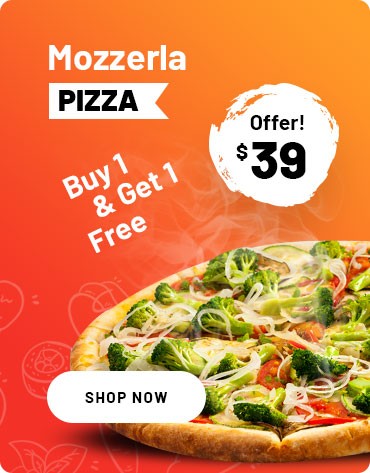 Mozzerla
PIZZA
Offer!
$39
Buy 1
& Get 1
Free
SHOP NOW